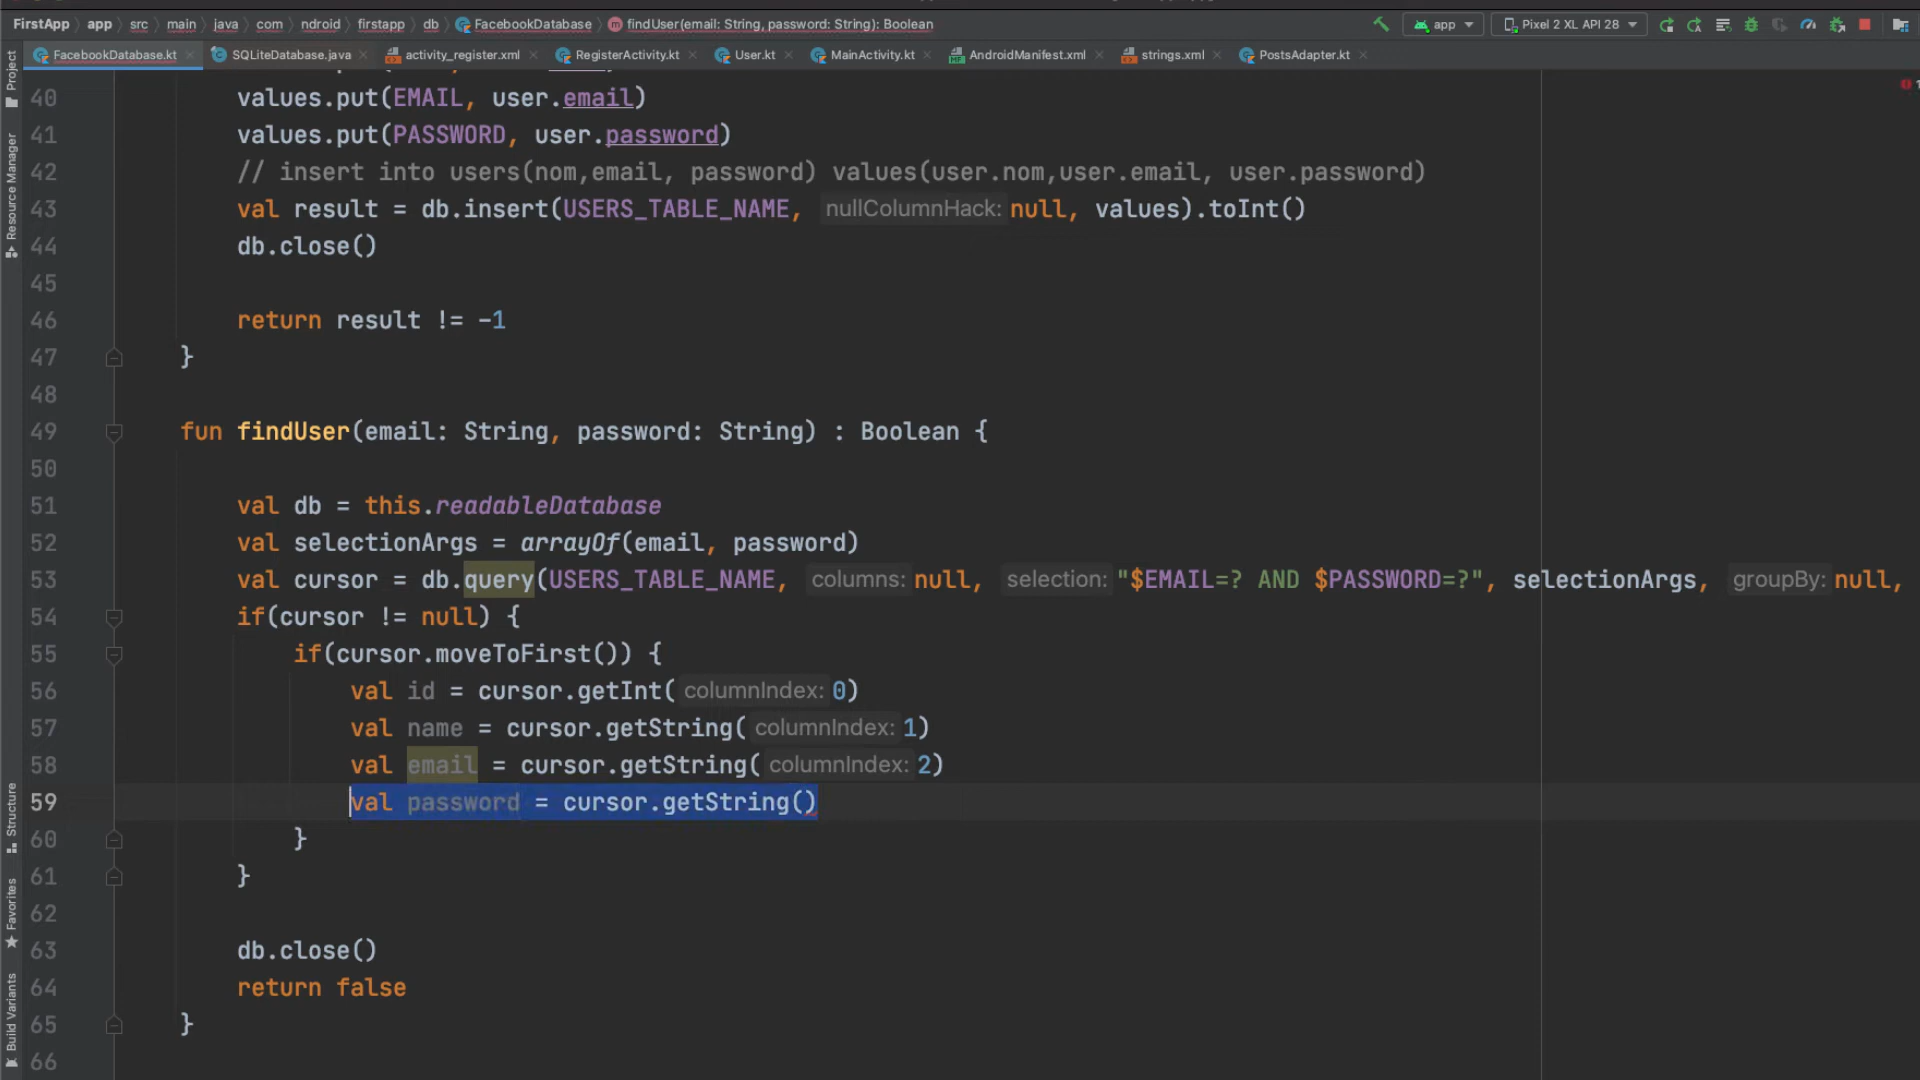 FirstApp app src main java com ndroid firstapp db FacebookDatabase findUser(email: String, password: String): Boolean app Pixel 2 XL API 28
FacebookDatabase.kt SQLiteDatabase.java activity_register.xml RegisterActivity.kt User.kt MainActivity.kt AndroidManifest.xml strings.xml PostsAdapter.kt
Project
Resource Manager
Structure
Favorites
Build Variants
40 values.put(EMAIL, user.email)
41 values.put(PASSWORD, user.password)
42 // insert into users(nom,email, password) values(user.nom,user.email, user.password)
43 val result = db.insert(USERS_TABLE_NAME, nullColumnHack: null, values).toInt()
44 db.close()
45
46 return result != -1
47 }
48
49 fun findUser(email: String, password: String) : Boolean {
50
51 val db = this.readableDatabase
52 val selectionArgs = arrayOf(email, password)
53 val cursor = db.query(USERS_TABLE_NAME, columns: null, selection: "$EMAIL=? AND $PASSWORD=?", selectionArgs, groupBy: null,
54 if(cursor != null) {
55 if(cursor.moveToFirst()) {
56 val id = cursor.getInt( columnIndex: 0)
57 val name = cursor.getString( columnIndex: 1)
58 val email = cursor.getString( columnIndex: 2)
59 val password = cursor.getString()
60 }
61 }
62
63 db.close()
64 return false
65 }
66